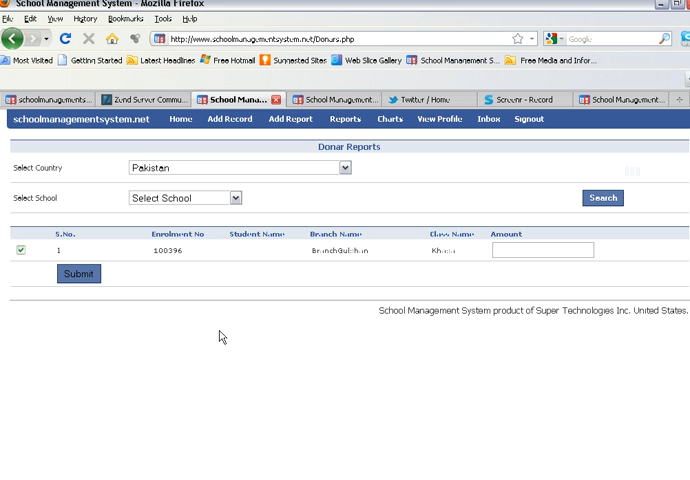 School Management System - Mozilla Firefox
File Edit View History Bookmarks Tools Help
http://www.schoolmanagementsystem.net/Donars.php
Google
Most Visited Getting Started Latest Headlines Free Hotmail Suggested Sites Web Slice Gallery School Management S... Free Media and Infor...
schoolmanagements... Zend Server Commu... School Mana... School Management... Twitter / Home Screenr - Record School Management...
schoolmanagementsystem.net Home Add Record Add Report Reports Charts View Profile Inbox Signout
Donar Reports
Select Country Pakistan
Select School Select School Search
S.No. Enrolment No Student Name Branch Name Class Name Amount
1 100396 BranchGulshan
Submit
School Management System product of Super Technologies Inc. United States.